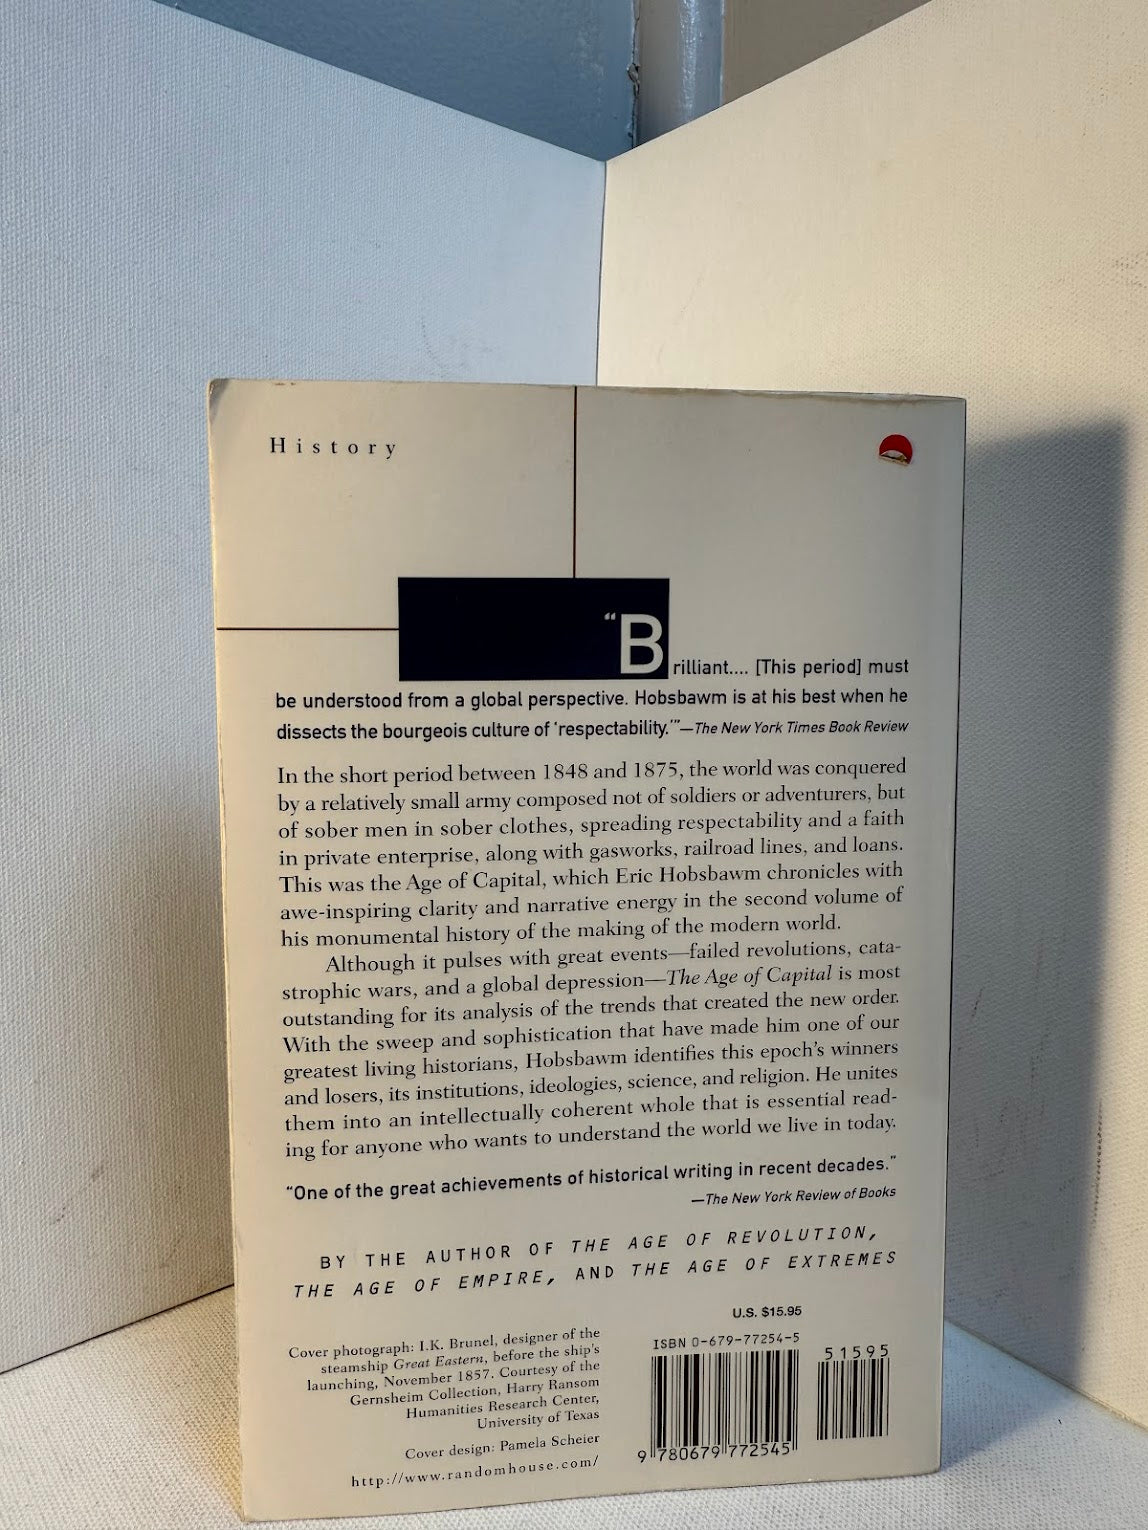 History
“Brilliant.... [This period] must
be understood from a global perspective. Hobsbawm is at his best when he
dissects the bourgeois culture of ‘respectability.’”—The New York Times Book Review
In the short period between 1848 and 1875, the world was conquered
by a relatively small army composed not of soldiers or adventurers, but
of sober men in sober clothes, spreading respectability and a faith
in private enterprise, along with gasworks, railroad lines, and loans.
This was the Age of Capital, which Eric Hobsbawm chronicles with
awe-inspiring clarity and narrative energy in the second volume of
his monumental history of the making of the modern world.
Although it pulses with great events—failed revolutions, cata-
strophic wars, and a global depression—The Age of Capital is most
outstanding for its analysis of the trends that created the new order.
With the sweep and sophistication that have made him one of our
greatest living historians, Hobsbawm identifies this epoch’s winners
and losers, its institutions, ideologies, science, and religion. He unites
them into an intellectually coherent whole that is essential read-
ing for anyone who wants to understand the world we live in today.
“One of the great achievements of historical writing in recent decades.”
—The New York Review of Books
BY THE AUTHOR OF THE AGE OF REVOLUTION,
THE AGE OF EMPIRE, AND THE AGE OF EXTREMES
Cover photograph: I.K. Brunel, designer of the
steamship Great Eastern, before the ship’s
launching, November 1857. Courtesy of the
Gernsheim Collection, Harry Ransom
Humanities Research Center,
University of Texas
Cover design: Pamela Scheier
http://www.randomhouse.com/
U.S. $15.95
ISBN 0-679-77254-5
51595
9 780679 772545